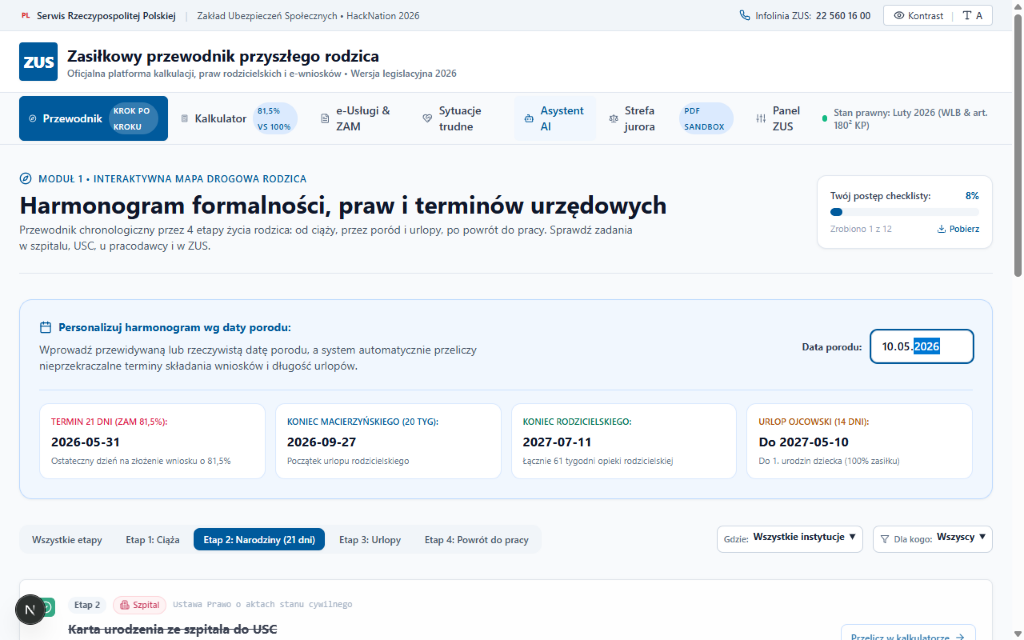 PL Serwis Rzeczypospolitej Polskiej | Zakład Ubezpieczeń Społecznych • HackNation 2026
Infolinia ZUS: 22 560 16 00
Kontrast | T A
ZUS
Zasiłkowy przewodnik przyszłego rodzica
Oficjalna platforma kalkulacji, praw rodzicielskich i e-wniosków • Wersja legislacyjna 2026
Przewodnik
KROK PO KROKU
Kalkulator
81,5% VS 100%
e-Usługi & ZAM
Sytuacje trudne
Asystent AI
Strefa jurora
PDF SANDBOX
Panel ZUS
Stan prawny: Luty 2026 (WLB & art. 180² KP)
MODUŁ 1 • INTERAKTYWNA MAPA DROGOWA RODZICA
Harmonogram formalności, praw i terminów urzędowych
Przewodnik chronologiczny przez 4 etapy życia rodzica: od ciąży, przez poród i urlopy, po powrót do pracy. Sprawdź zadania
w szpitalu, USC, u pracodawcy i w ZUS.
Twój postęp checklisty: 8%
Zrobiono 1 z 12
Pobierz
Personalizuj harmonogram wg daty porodu:
Wprowadź przewidywaną lub rzeczywistą datę porodu, a system automatycznie przeliczy
nieprzekraczalne terminy składania wniosków i długość urlopów.
Data porodu: 10.05.2026
TERMIN 21 DNI (ZAM 81,5%):
2026-05-31
Ostateczny dzień na złożenie wniosku o 81,5%
KONIEC MACIERZYŃSKIEGO (20 TYG):
2026-09-27
Początek urlopu rodzicielskiego
KONIEC RODZICIELSKIEGO:
2027-07-11
Łącznie 61 tygodni opieki rodzicielskiej
URLOP OJCOWSKI (14 DNI):
Do 2027-05-10
Do 1. urodzin dziecka (100% zasiłku)
Wszystkie etapy
Etap 1: Ciąża
Etap 2: Narodziny (21 dni)
Etap 3: Urlopy
Etap 4: Powrót do pracy
Gdzie: Wszystkie instytucje ▼
Dla kogo: Wszyscy ▼
N
Etap 2
Szpital
Ustawa Prawo o aktach stanu cywilnego
Karta urodzenia ze szpitala do USC
Przelicz w kalkulatorze →